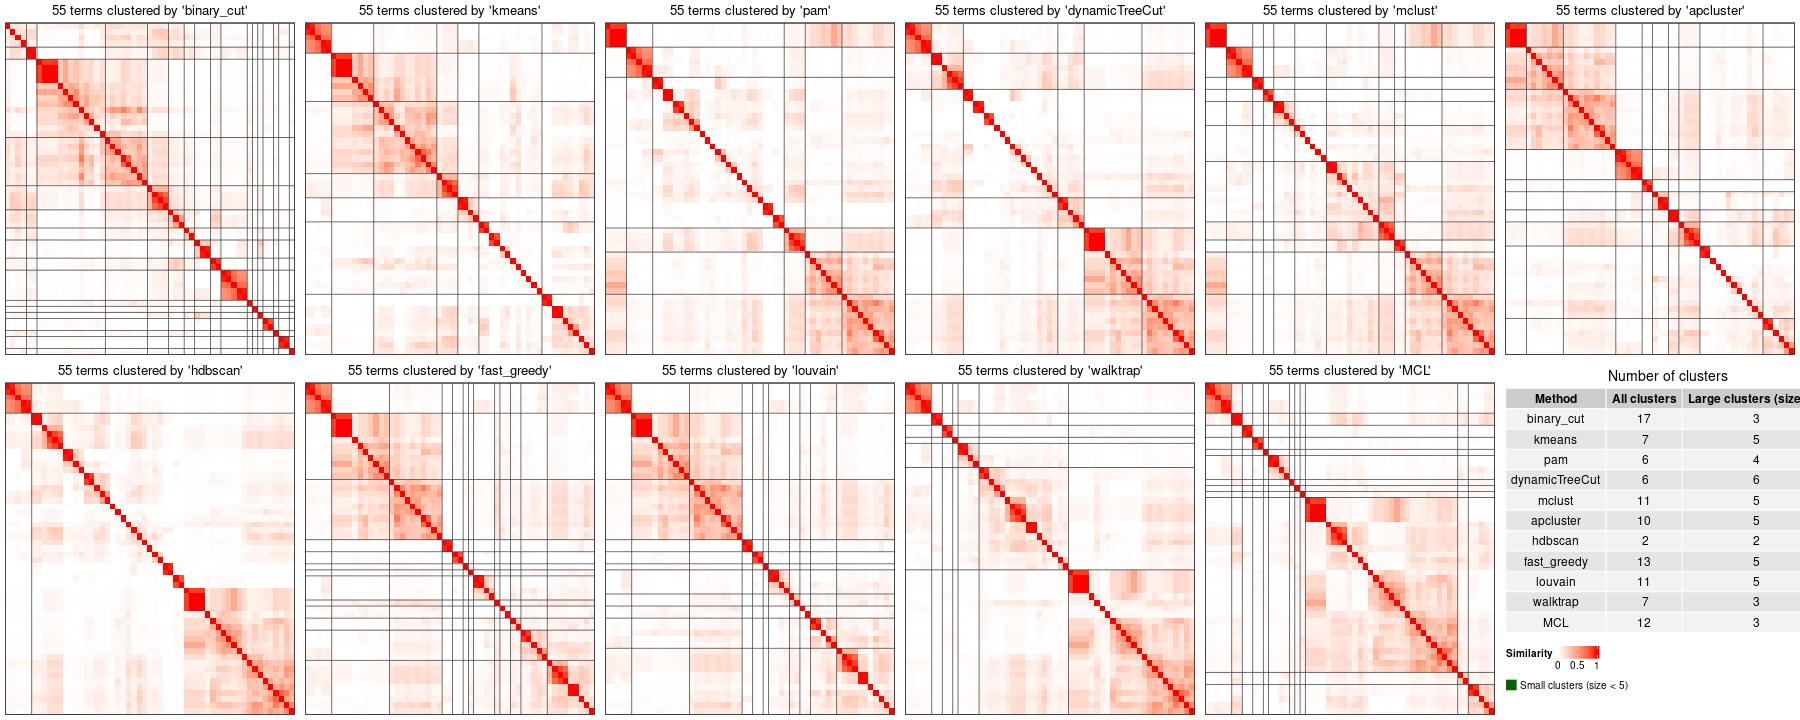 55 terms clustered by 'binary_cut'
55 terms clustered by 'kmeans'
55 terms clustered by 'pam'
55 terms clustered by 'dynamicTreeCut'
55 terms clustered by 'mclust'
55 terms clustered by 'apcluster'
55 terms clustered by 'hdbscan'
55 terms clustered by 'fast_greedy'
55 terms clustered by 'louvain'
55 terms clustered by 'walktrap'
55 terms clustered by 'MCL'
Number of clusters
Method All clusters Large clusters (size
binary_cut 17 3
kmeans 7 5
pam 6 4
dynamicTreeCut 6 6
mclust 11 5
apcluster 10 5
hdbscan 2 2
fast_greedy 13 5
louvain 11 5
walktrap 7 3
MCL 12 3
Similarity
0 0.5 1
Small clusters (size < 5)